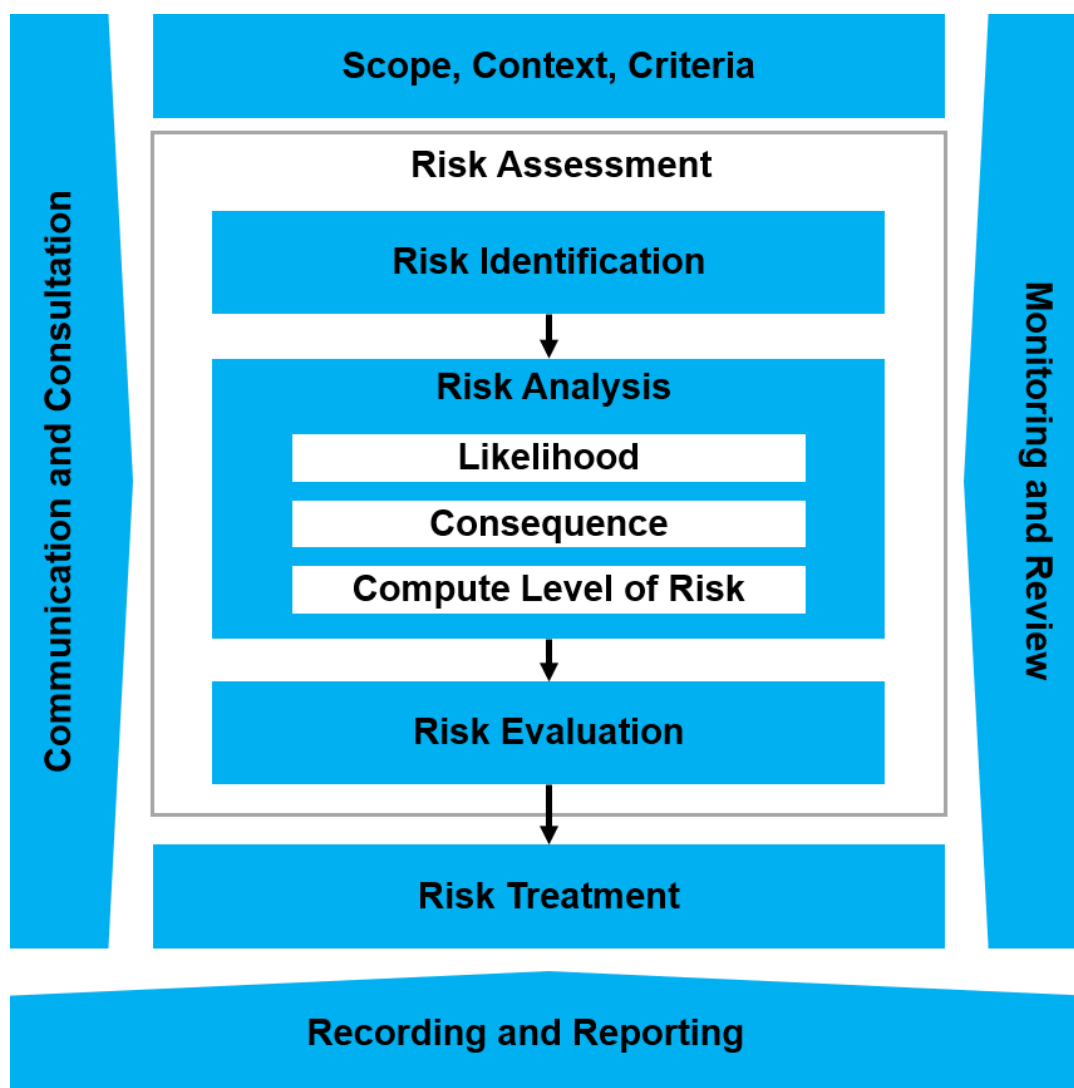 Scope, Context, Criteria
Risk Assessment
Risk Identification
Risk Analysis
Likelihood
Consequence
Compute Level of Risk
Risk Evaluation
Risk Treatment
Communication and Consultation
Monitoring and Review
Recording and Reporting